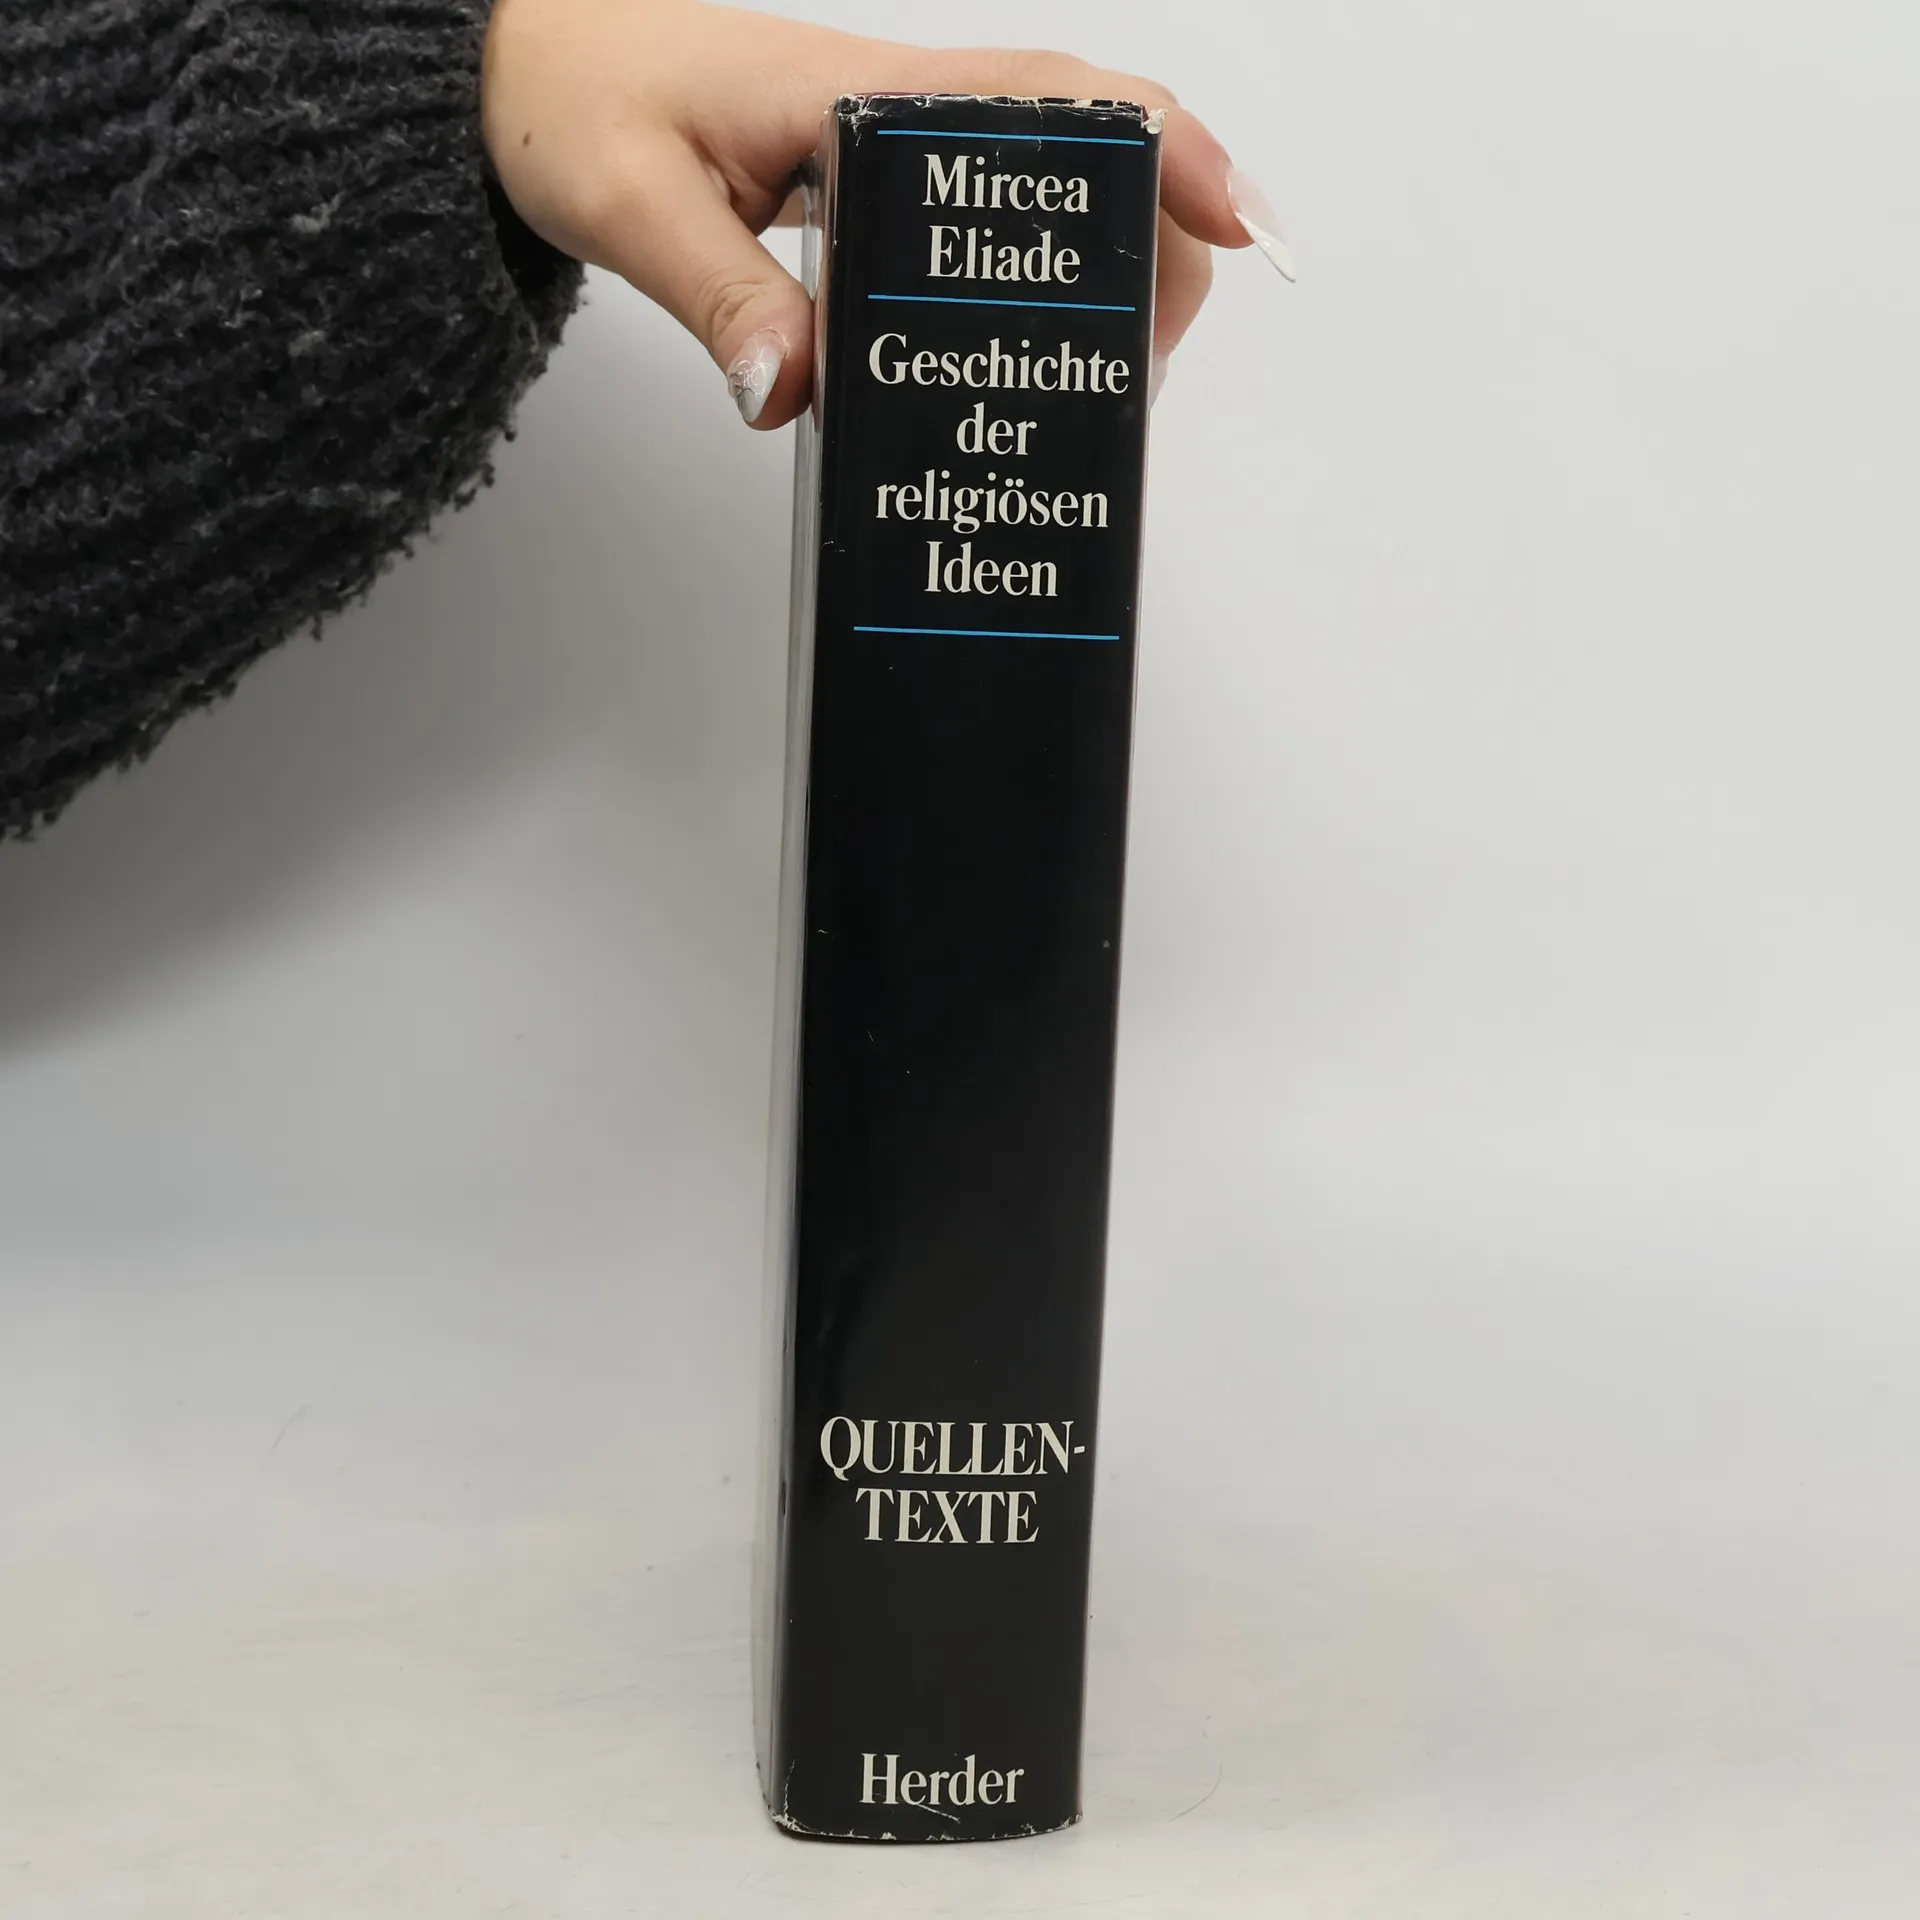 Mircea
Eliade
Geschichte
der
religiösen
Ideen
QUELLEN-
TEXTE
Herder